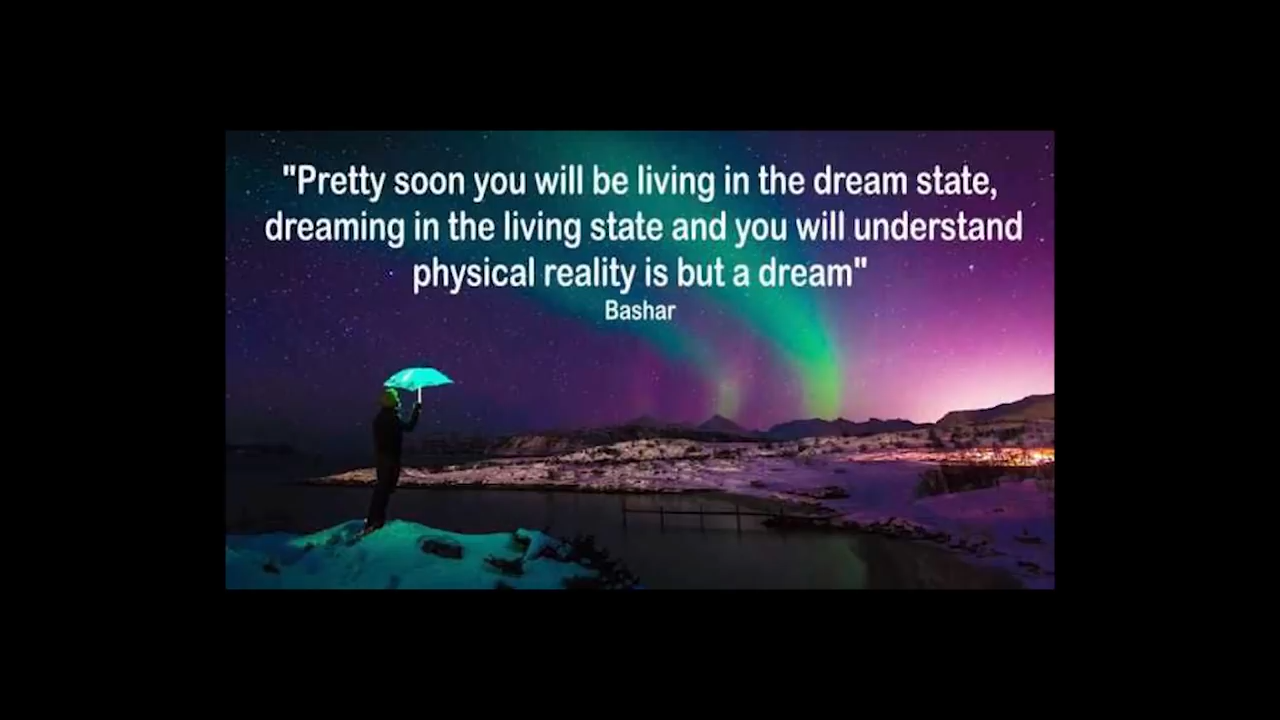 "Pretty soon you will be living in the dream state,
dreaming in the living state and you will understand
physical reality is but a dream"
Bashar